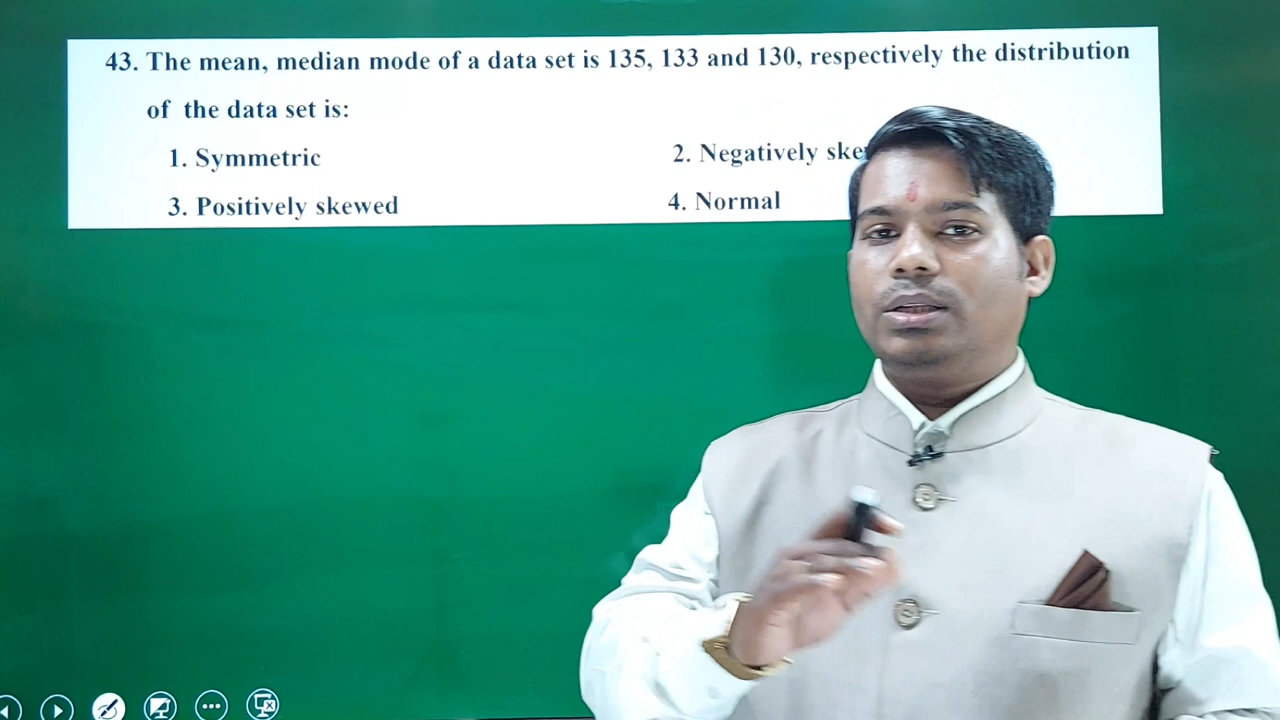 43. The mean, median mode of a data set is 135, 133 and 130, respectively the distribution
of the data set is:
1. Symmetric
2. Negatively
3. Positively skewed
4. Normal